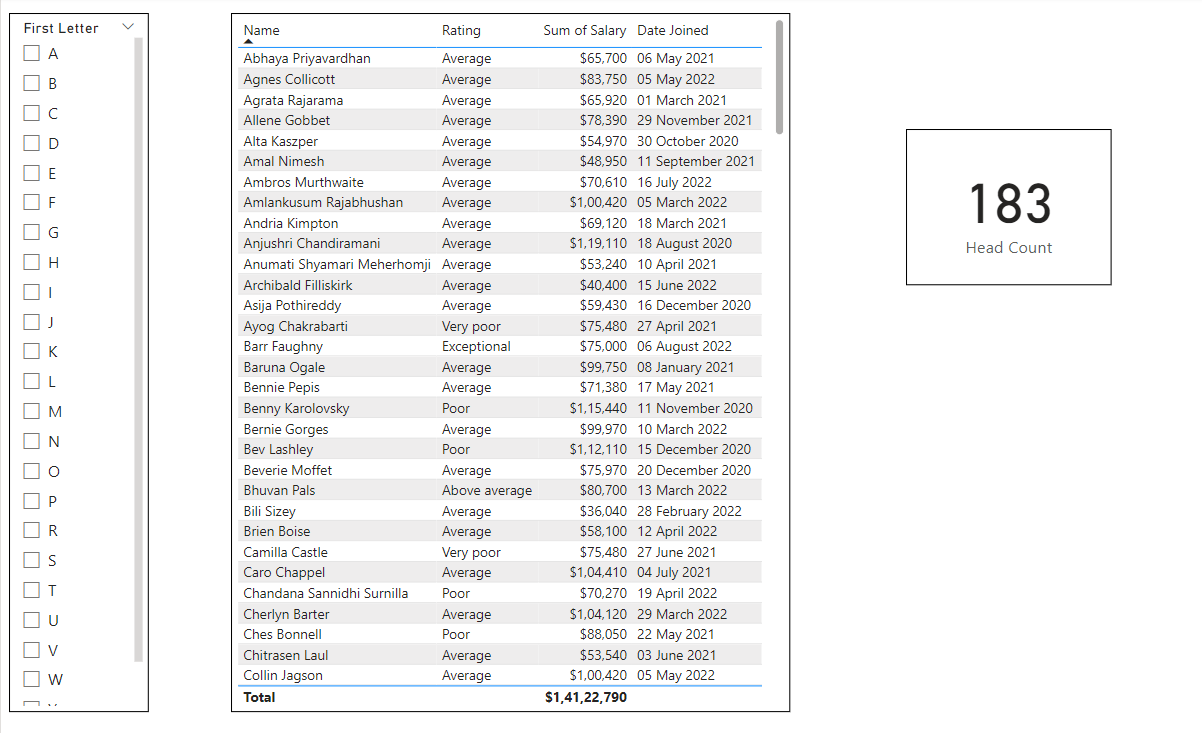 First Letter
A
B
C
D
E
F
G
H
I
J
K
L
M
N
O
P
R
S
T
U
V
W
Name Rating Sum of Salary Date Joined
Abhaya Priyavardhan Average $65,700 06 May 2021
Agnes Collicott Average $83,750 05 May 2022
Agrata Rajarama Average $65,920 01 March 2021
Allene Gobbet Average $78,390 29 November 2021
Alta Kaszper Average $54,970 30 October 2020
Amal Nimesh Average $48,950 11 September 2021
Ambros Murthwaite Average $70,610 16 July 2022
Amlankusum Rajabhushan Average $1,00,420 05 March 2022
Andria Kimpton Average $69,120 18 March 2021
Anjushri Chandiramani Average $1,19,110 18 August 2020
Anumati Shyamari Meherhomji Average $53,240 10 April 2021
Archibald Filliskirk Average $40,400 15 June 2022
Asija Pothireddy Average $59,430 16 December 2020
Ayog Chakrabarti Very poor $75,480 27 April 2021
Barr Faughny Exceptional $75,000 06 August 2022
Baruna Ogale Average $99,750 08 January 2021
Bennie Pepis Average $71,380 17 May 2021
Benny Karolovsky Poor $1,15,440 11 November 2020
Bernie Gorges Average $99,970 10 March 2022
Bev Lashley Poor $1,12,110 15 December 2020
Beverie Moffet Average $75,970 20 December 2020
Bhuvan Pals Above average $80,700 13 March 2022
Bili Sizey Average $36,040 28 February 2022
Brien Boise Average $58,100 12 April 2022
Camilla Castle Very poor $75,480 27 June 2021
Caro Chappel Average $1,04,410 04 July 2021
Chandana Sannidhi Surnilla Poor $70,270 19 April 2022
Cherlyn Barter Average $1,04,120 29 March 2022
Ches Bonnell Poor $88,050 22 May 2021
Chitrasen Laul Average $53,540 03 June 2021
Collin Jagson Average $1,00,420 05 May 2022
Total $1,41,22,790
183
Head Count